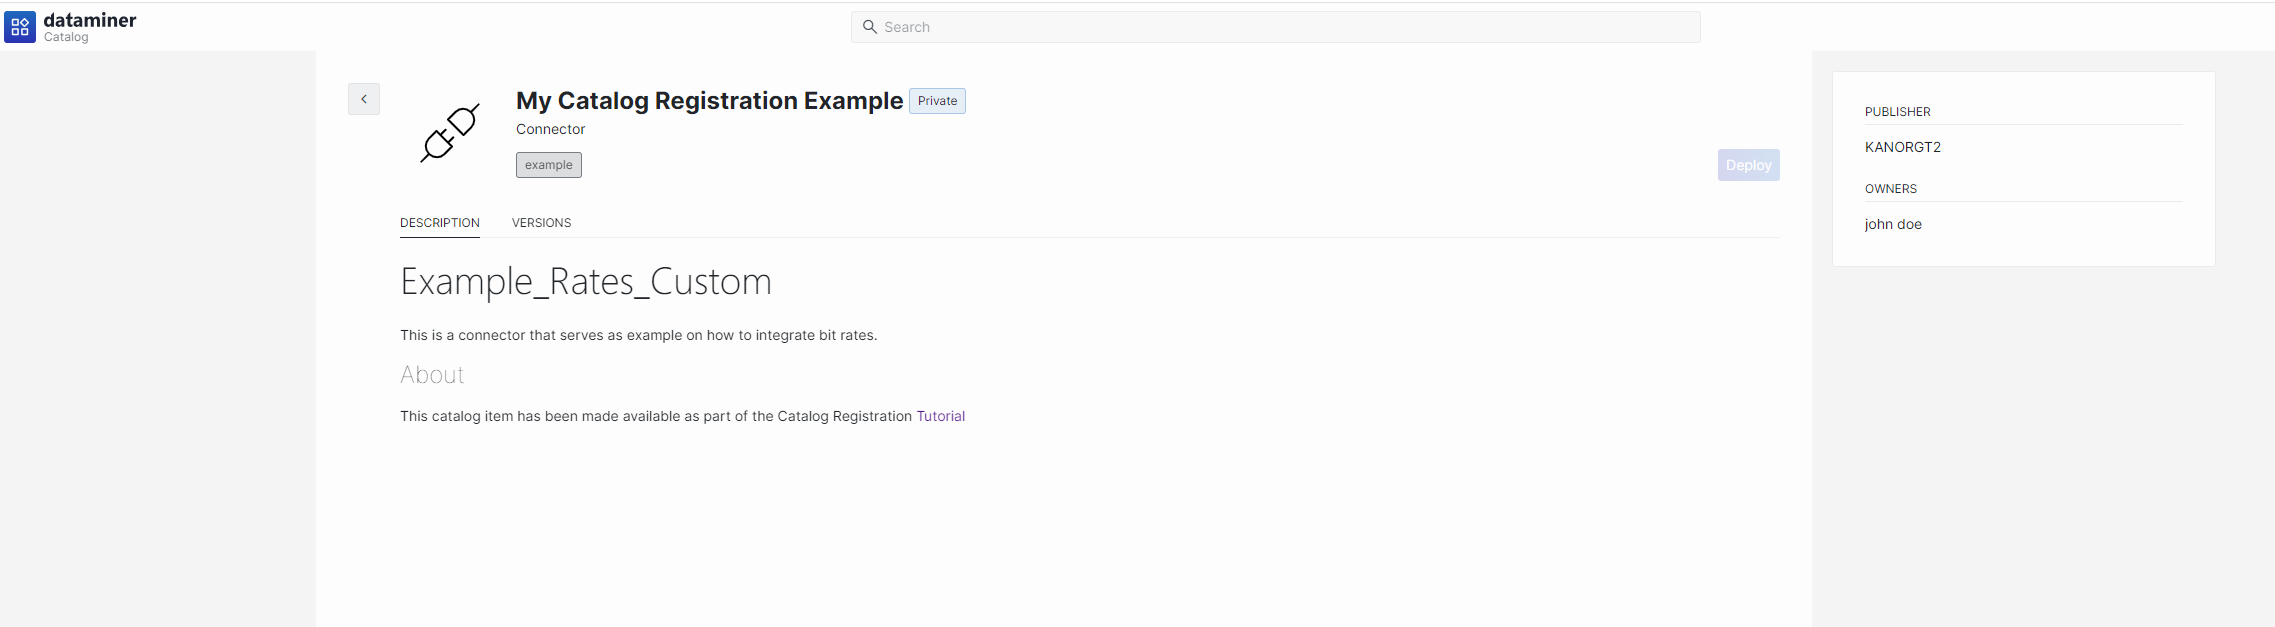 dataminer
Catalog
Search
My Catalog Registration Example Private
Connector
example
Deploy
DESCRIPTION VERSIONS
Example_Rates_Custom
This is a connector that serves as example on how to integrate bit rates.
About
This catalog item has been made available as part of the Catalog Registration Tutorial
PUBLISHER
KANORGT2
OWNERS
john doe